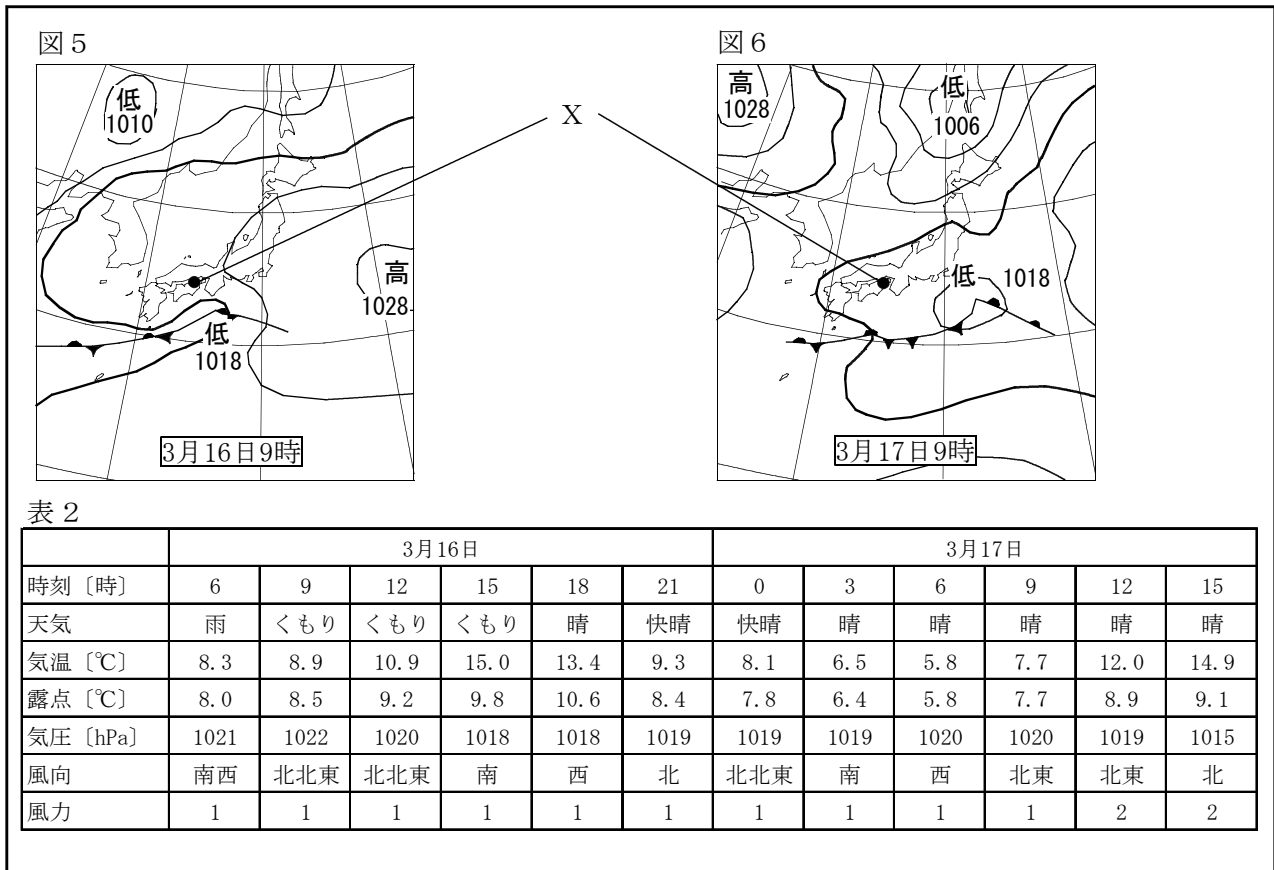 図5
図6
低
1010
高
1028
低
1018
3月16日9時
X
高
1028
低
1006
低
1018
3月17日9時
表2
3月16日 3月17日
時刻〔時〕 6 9 12 15 18 21 0 3 6 9 12 15
天気 雨 くもり くもり くもり 晴 快晴 快晴 晴 晴 晴 晴 晴
気温〔℃〕 8.3 8.9 10.9 15.0 13.4 9.3 8.1 6.5 5.8 7.7 12.0 14.9
露点〔℃〕 8.0 8.5 9.2 9.8 10.6 8.4 7.8 6.4 5.8 7.7 8.9 9.1
気圧〔hPa〕 1021 1022 1020 1018 1018 1019 1019 1019 1020 1020 1019 1015
風向 南西 北北東 北北東 南 西 北 北北東 南 西 北東 北東 北
風力 1 1 1 1 1 1 1 1 1 1 2 2